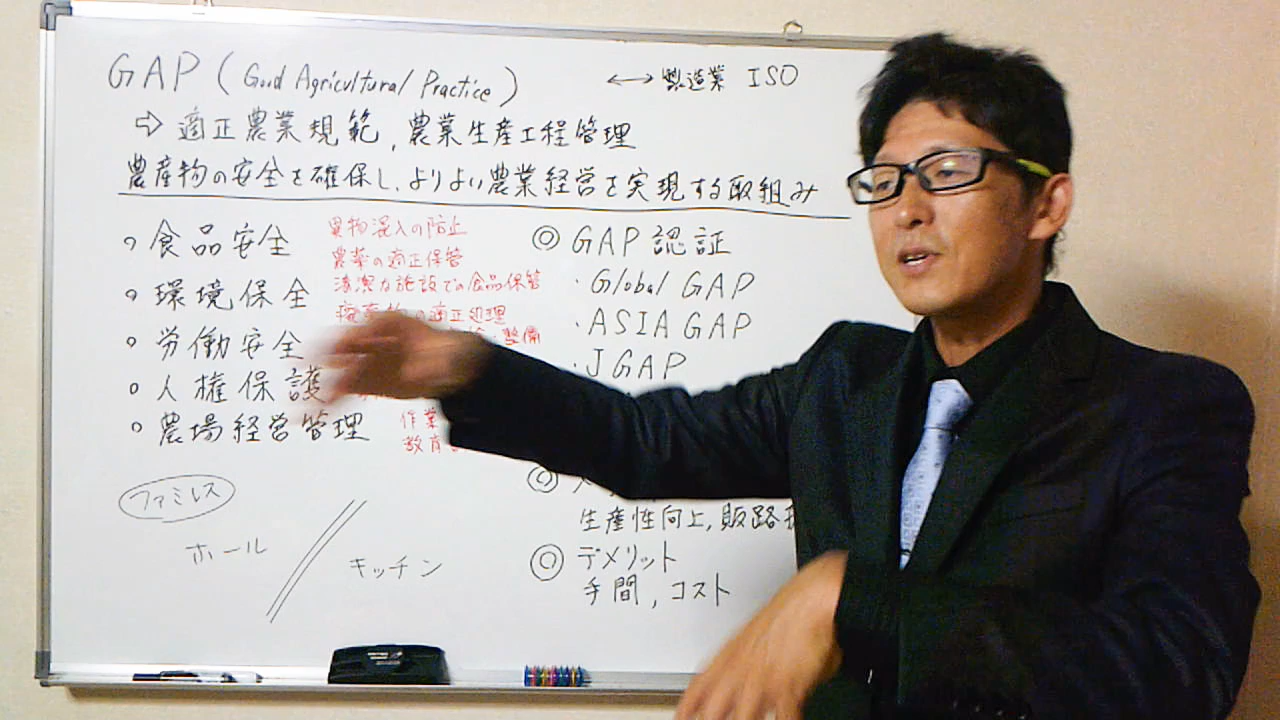 GAP (Good Agricultural Practice)
⟷ 製造業 ISO
⇨ 適正農業規範, 農業生産工程管理
農産物の安全を確保し、よりよい農業経営を実現する取組み
○ 食品安全
○ 環境保全
○ 労働安全
○ 人権保護
○ 農場経営管理
異物混入の防止
農薬の適正保管
清潔な施設での食品保管
廃棄物の適正処理
整備
作業
教育
◎ GAP認証
・Global GAP
・ASIA GAP
・JGAP
◎
生産性向上, 販路
◎ デメリット
手間, コスト
ファミレス
ホール
キッチン